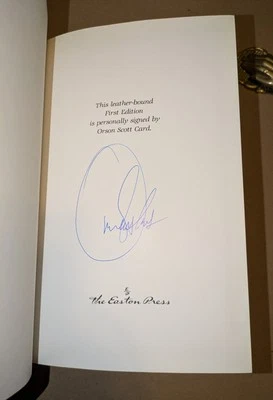 This leather-bound
First Edition
is personally signed by
Orson Scott Card.
The Easton Press